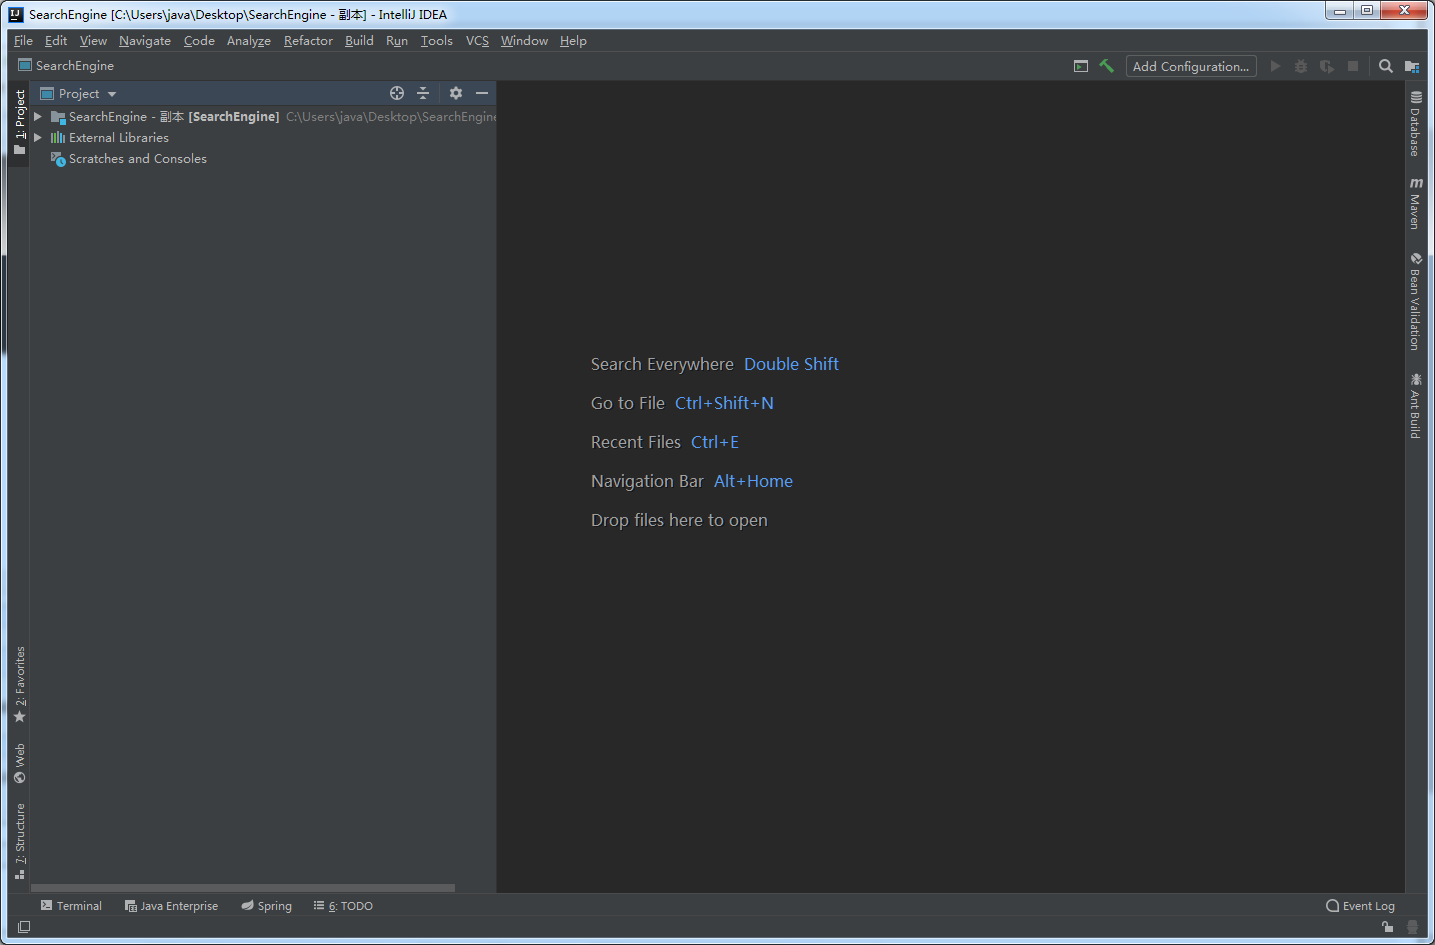 SearchEngine [C:\Users\java\Desktop\SearchEngine - 副本] - IntelliJ IDEA
File Edit View Navigate Code Analyze Refactor Build Run Tools VCS Window Help
SearchEngine
Add Configuration...
Project
SearchEngine - 副本 [SearchEngine] C:\Users\java\Desktop\SearchEngine
External Libraries
Scratches and Consoles
1: Project
2: Favorites
Web
7: Structure
Search Everywhere Double Shift
Go to File Ctrl+Shift+N
Recent Files Ctrl+E
Navigation Bar Alt+Home
Drop files here to open
Database
m Maven
Bean Validation
Ant Build
Terminal Java Enterprise Spring 6: TODO Event Log